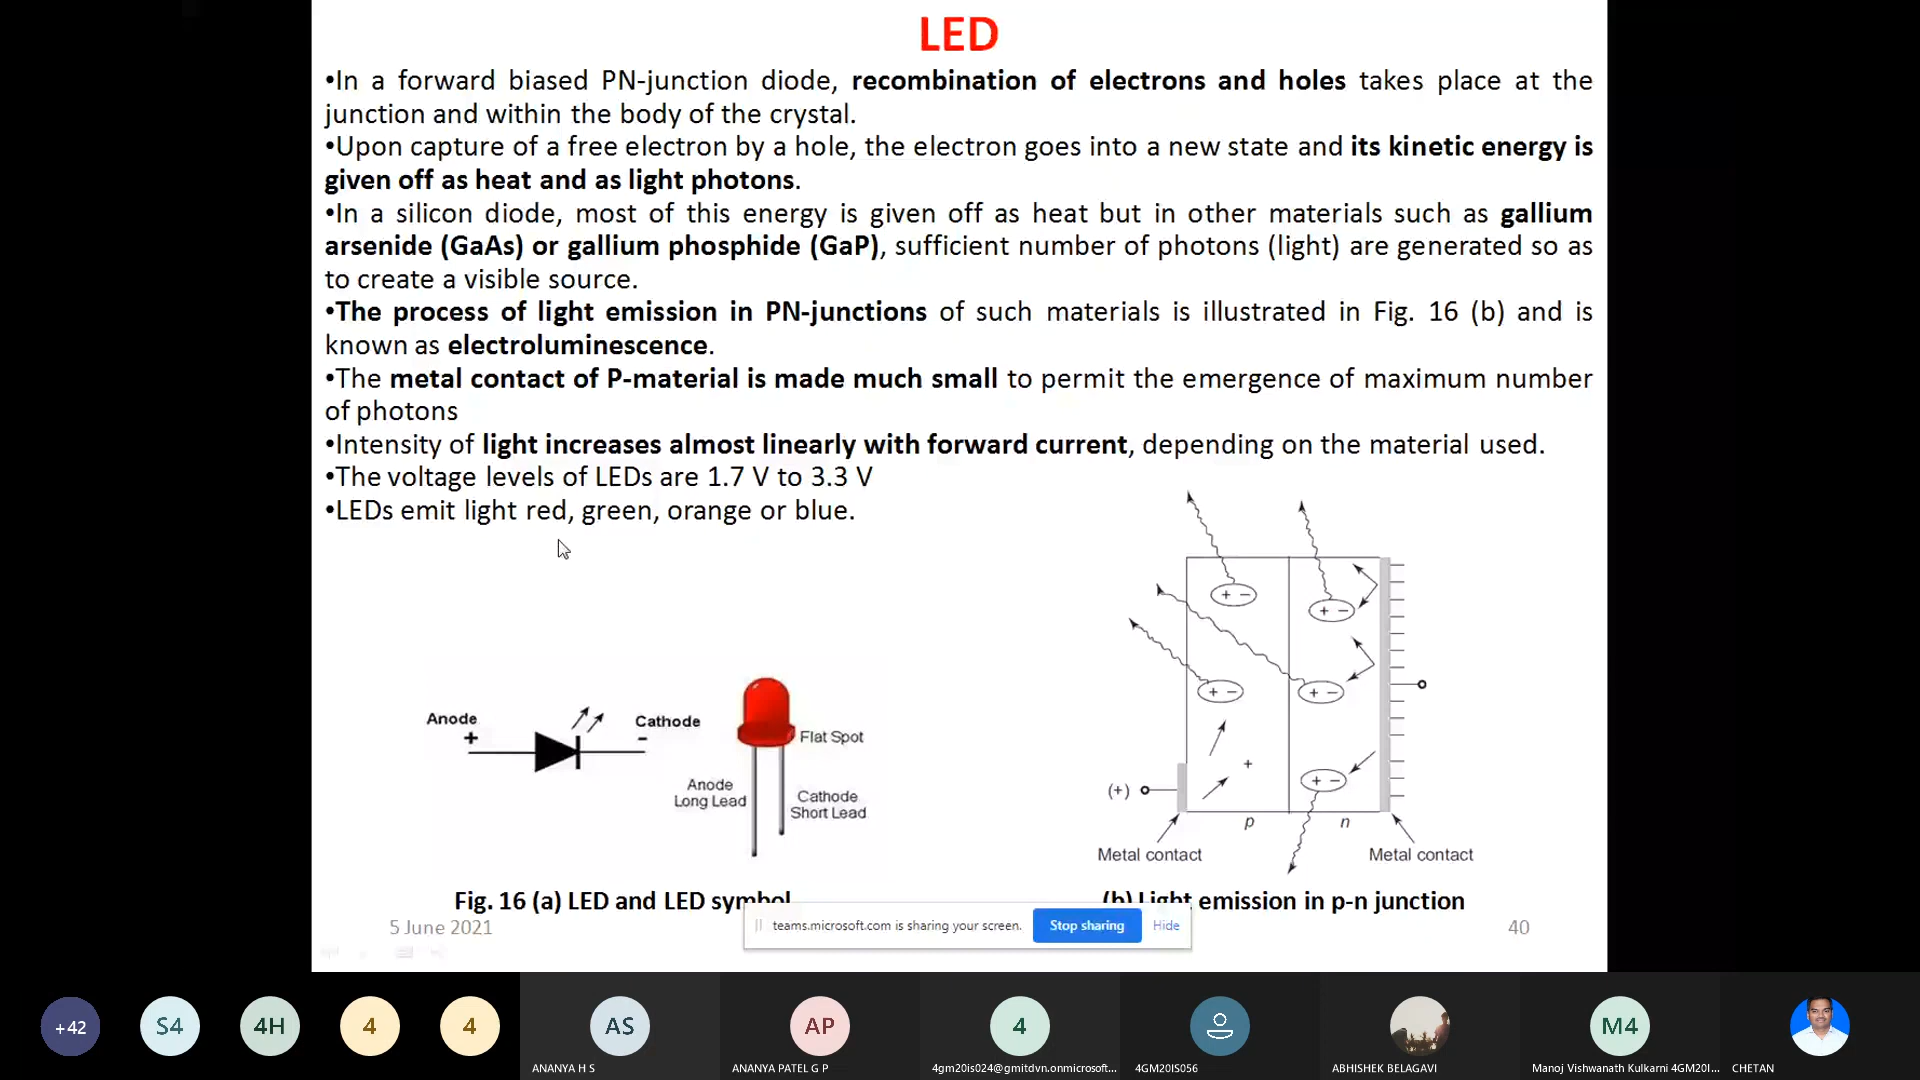 LED
•In a forward biased PN-junction diode, recombination of electrons and holes takes place at the
junction and within the body of the crystal.
•Upon capture of a free electron by a hole, the electron goes into a new state and its kinetic energy is
given off as heat and as light photons.
•In a silicon diode, most of this energy is given off as heat but in other materials such as gallium
arsenide (GaAs) or gallium phosphide (GaP), sufficient number of photons (light) are generated so as
to create a visible source.
•The process of light emission in PN-junctions of such materials is illustrated in Fig. 16 (b) and is
known as electroluminescence.
•The metal contact of P-material is made much small to permit the emergence of maximum number
of photons
•Intensity of light increases almost linearly with forward current, depending on the material used.
•The voltage levels of LEDs are 1.7 V to 3.3 V
•LEDs emit light red, green, orange or blue.
Anode
+
Cathode
-
Flat Spot
Anode
Long Lead
Cathode
Short Lead
+ −
+ −
+ −
+ −
+
+ −
(+)
p
n
Metal contact
Metal contact
Fig. 16 (a) LED and LED symbol
(b) Light emission in p-n junction
5 June 2021
teams.microsoft.com is sharing your screen.
Stop sharing
Hide
40
+42
S4
4H
4
4
AS
AP
4
M4
ANANYA H S
ANANYA PATEL G P
4gm20is024@gmitdvn.onmicrosoft...
4GM20IS056
ABHISHEK BELAGAVI
Manoj Vishwanath Kulkarni 4GM20I...
CHETAN